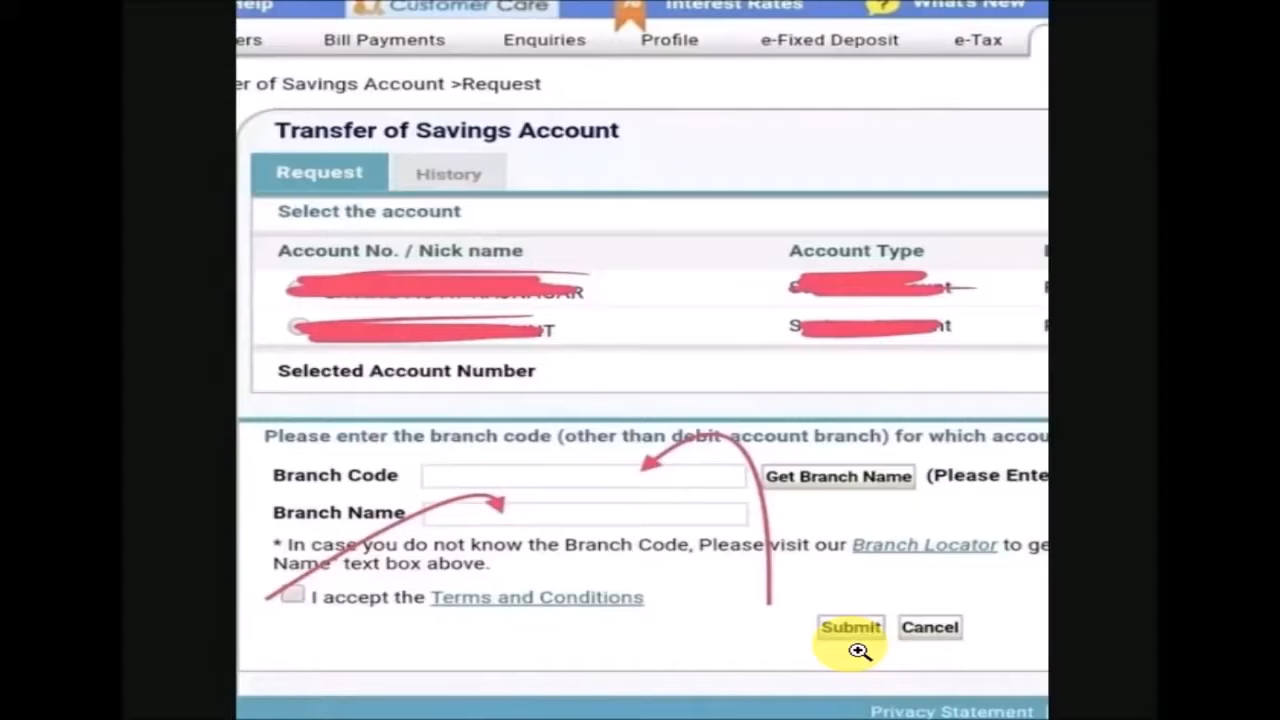 Help Customer Care Interest Rates What's New
ers Bill Payments Enquiries Profile e-Fixed Deposit e-Tax
er of Savings Account >Request
Transfer of Savings Account
Request History
Select the account
Account No. / Nick name Account Type
Selected Account Number
Please enter the branch code (other than debit account branch) for which accou
Branch Code Get Branch Name (Please Ente
Branch Name
* In case you do not know the Branch Code, Please visit our Branch Locator to ge
Name" text box above.
I accept the Terms and Conditions
Submit Cancel
Privacy Statement